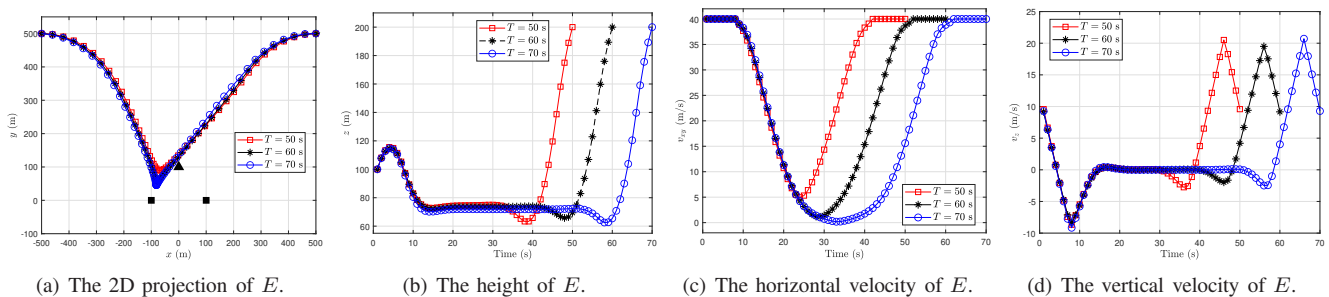 500
400
300
200
100
0
-100
y (m)
T = 50 s
T = 60 s
T = 70 s
-500 -400 -300 -200 -100 0 100 200 300 400 500
x (m)
(a) The 2D projection of E.
200
180
160
140
120
100
80
60
z (m)
T = 50 s
T = 60 s
T = 70 s
0 10 20 30 40 50 60 70
Time (s)
(b) The height of E.
40
35
30
25
20
15
10
5
0
v_xy (m/s)
T = 50 s
T = 60 s
T = 70 s
0 10 20 30 40 50 60 70
Time (s)
(c) The horizontal velocity of E.
25
20
15
10
5
0
-5
-10
v_z (m/s)
T = 50 s
T = 60 s
T = 70 s
0 10 20 30 40 50 60 70
Time (s)
(d) The vertical velocity of E.